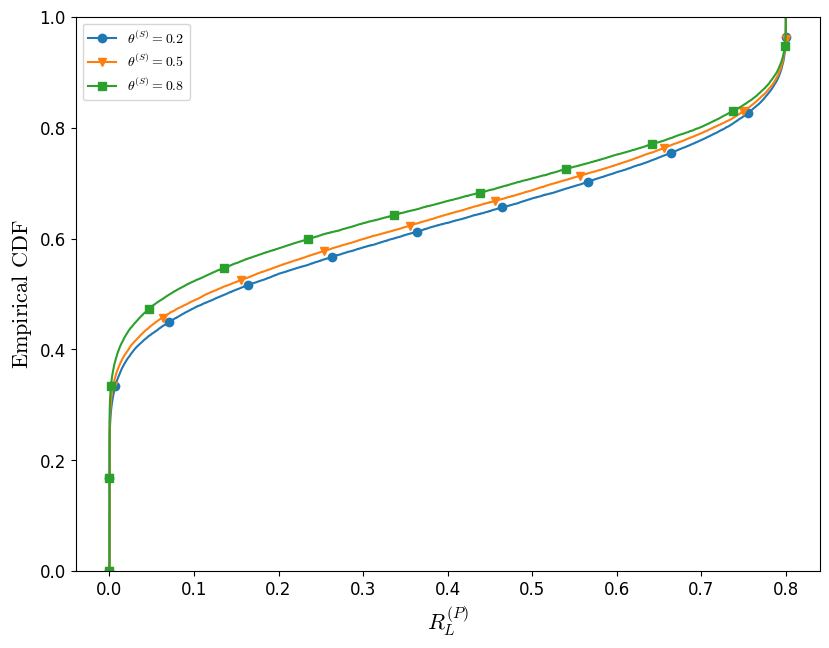 1.0
θ^(S) = 0.2
θ^(S) = 0.5
θ^(S) = 0.8
0.8
0.6
0.4
0.2
0.0
Empirical CDF
0.0 0.1 0.2 0.3 0.4 0.5 0.6 0.7 0.8
R_L^(P)